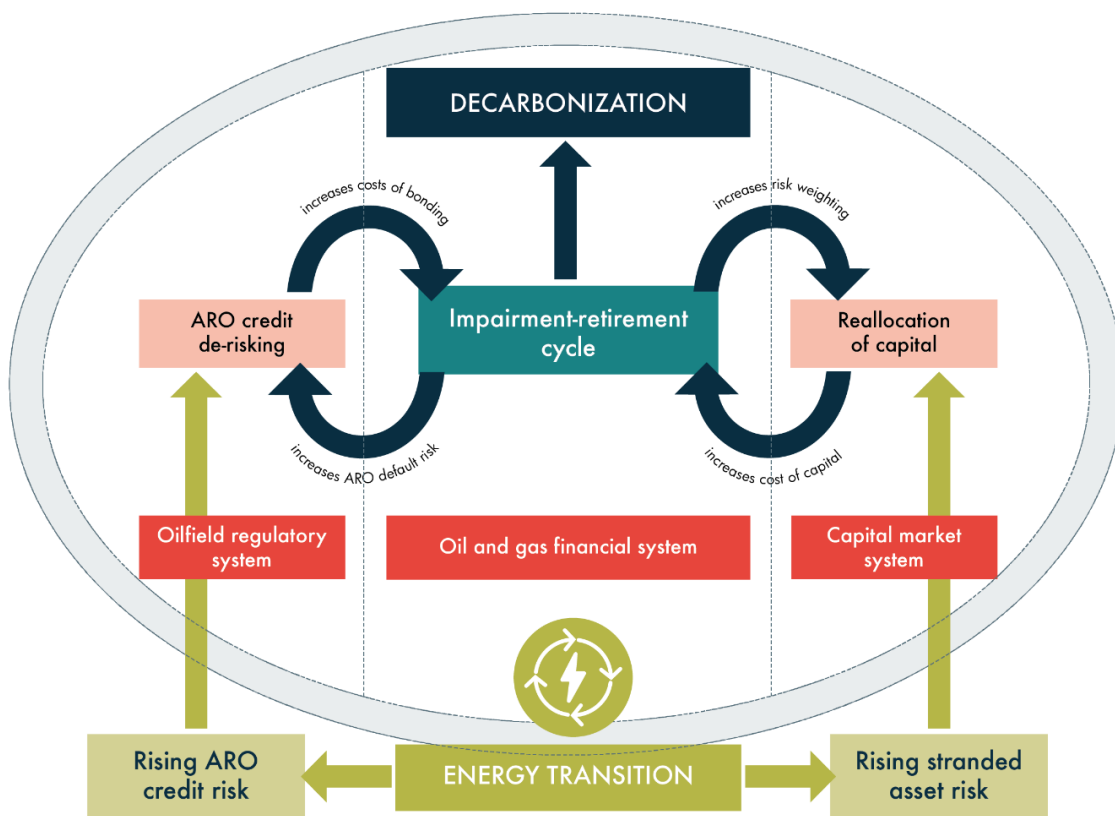 DECARBONIZATION
increases costs of bonding
increases risk weighting
ARO credit
de-risking
Impairment-retirement
cycle
Reallocation
of capital
increases ARO default risk
increases cost of capital
Oilfield regulatory
system
Oil and gas financial system
Capital market
system
Rising ARO
credit risk
ENERGY TRANSITION
Rising stranded
asset risk